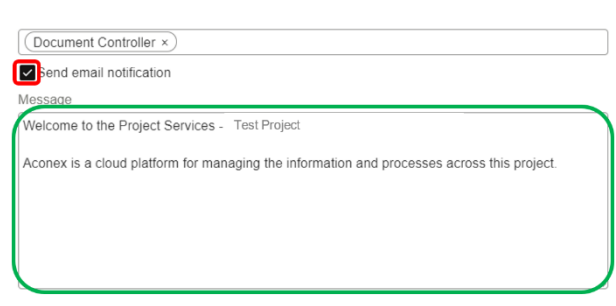 Document Controller ×
Send email notification
Message
Welcome to the Project Services - Test Project
Aconex is a cloud platform for managing the information and processes across this project.